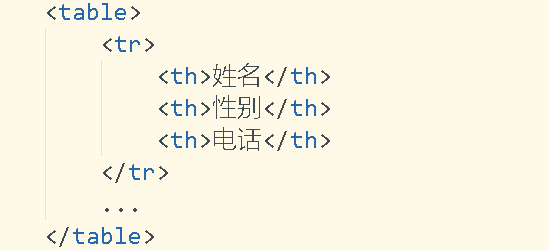 <table>
<tr>
<th>姓名</th>
<th>性别</th>
<th>电话</th>
</tr>
...
</table>